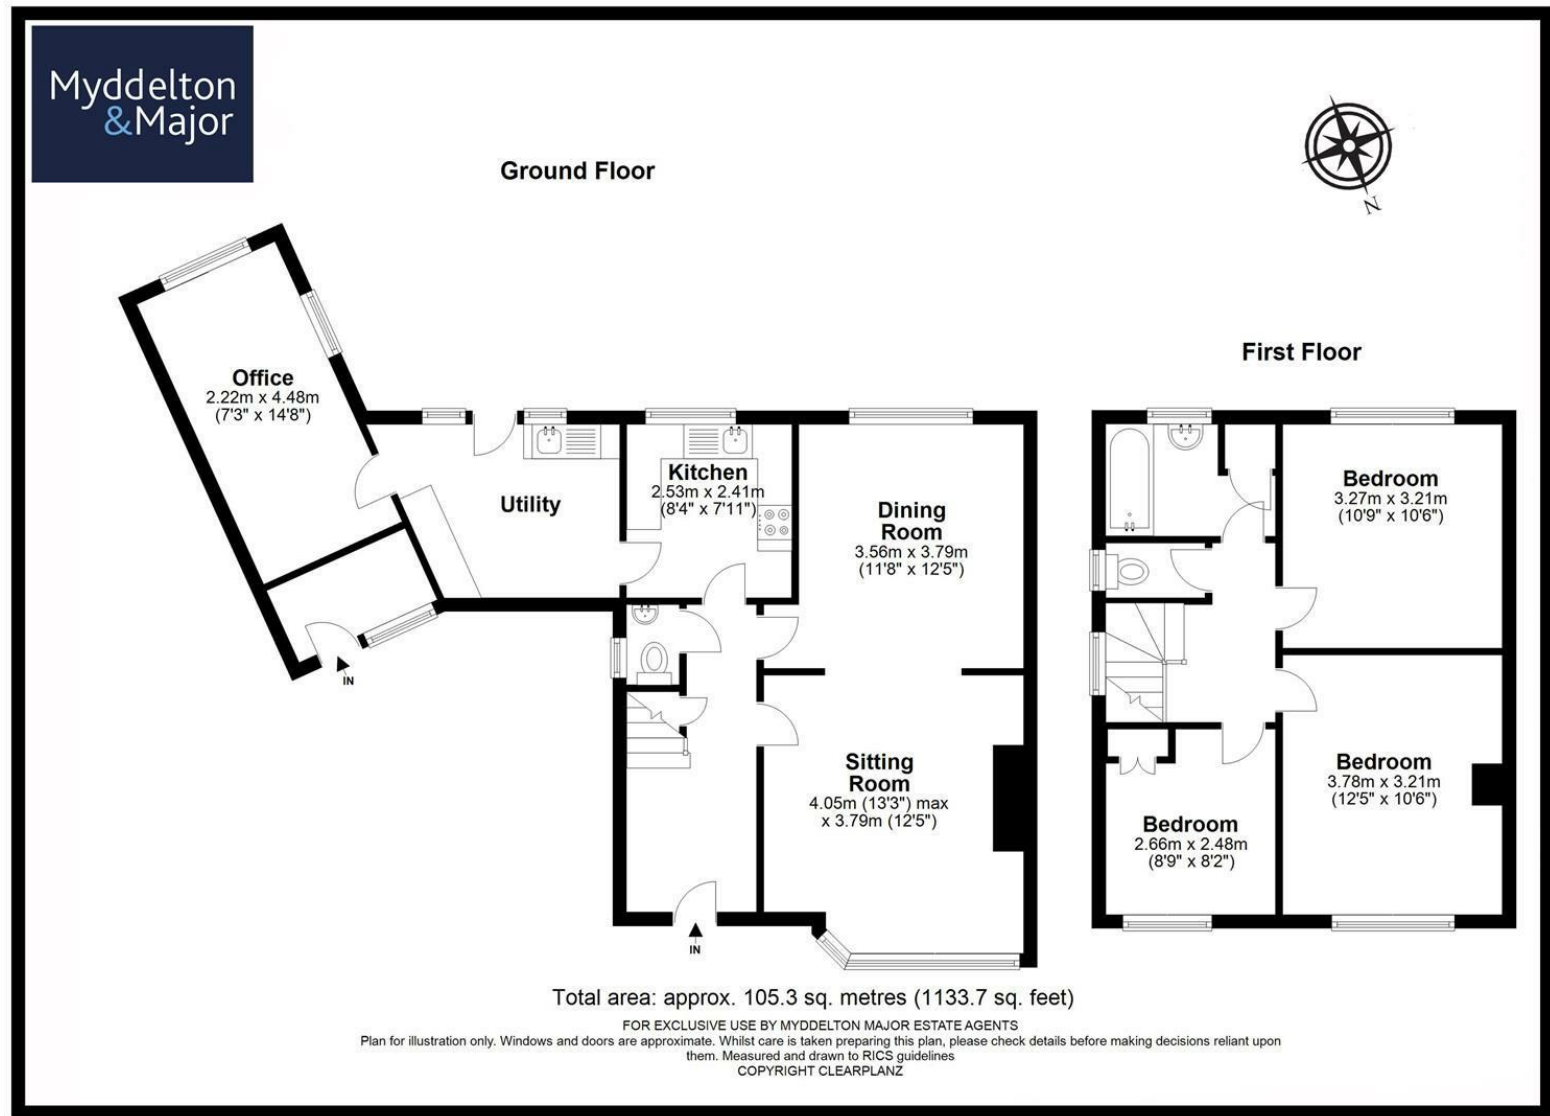 Myddelton
&Major
Ground Floor
N
Office
2.22m x 4.48m
(7'3" x 14'8")
Utility
Kitchen
2.53m x 2.41m
(8'4" x 7'11")
Dining
Room
3.56m x 3.79m
(11'8" x 12'5")
Sitting
Room
4.05m (13'3") max
x 3.79m (12'5")
IN
IN
First Floor
Bedroom
3.27m x 3.21m
(10'9" x 10'6")
Bedroom
3.78m x 3.21m
(12'5" x 10'6")
Bedroom
2.66m x 2.48m
(8'9" x 8'2")
Total area: approx. 105.3 sq. metres (1133.7 sq. feet)
FOR EXCLUSIVE USE BY MYDDELTON MAJOR ESTATE AGENTS
Plan for illustration only. Windows and doors are approximate. Whilst care is taken preparing this plan, please check details before making decisions reliant upon
them. Measured and drawn to RICS guidelines
COPYRIGHT CLEARPLANZ